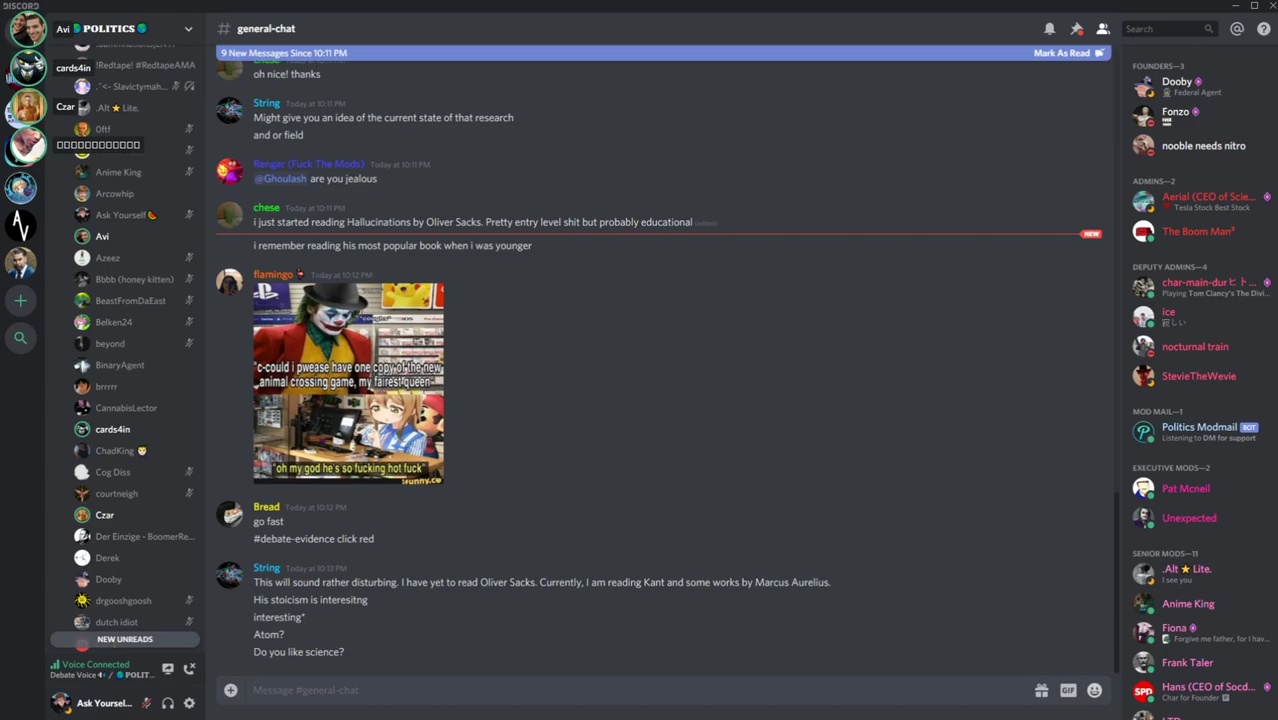 DISCORD
Avi
POLITICS
cards4in
!Redtape! #RedtapeAMA
.˜<- Slavictymah...
Czar
.Alt ⭐ Lite.
0ftf
▯▯▯▯▯▯▯▯▯▯▯▯
Anime King
Arcowhip
Ask Yourself 🍉
Avi
Azeez
Bbbb (honey kitten)
BeastFromDaEast
Belken24
beyond
BinaryAgent
brrrrr
CannabisLector
cards4in
ChadKing
Cog Diss
courtneigh
Czar
Der Einzige - BoomerRe...
Derek
Dooby
drgooshgoosh
dutch idiot
NEW UNREADS
Voice Connected
Debate Voice / POLIT...
Ask Yoursel...
# general-chat
Search
9 New Messages Since 10:11 PM
Mark As Read
chese
oh nice! thanks
String Today at 10:11 PM
Might give you an idea of the current state of that research
and or field
Rengar (Fuck The Mods) Today at 10:11 PM
@Ghoulash are you jealous
chese Today at 10:11 PM
i just started reading Hallucinations by Oliver Sacks. Pretty entry level shit but probably educational (edited)
NEW
i remember reading his most popular book when i was younger
flamingo Today at 10:12 PM
"c-could i pwease have one copy of the new
animal crossing game, my fairest queen"
"oh my god he's so fucking hot fuck"
ifunny.co
Bread Today at 10:12 PM
go fast
#debate-evidence click red
String Today at 10:13 PM
This will sound rather disturbing. I have yet to read Oliver Sacks. Currently, I am reading Kant and some works by Marcus Aurelius.
His stoicism is interesitng
interesting*
Atom?
Do you like science?
Message #general-chat
GIF
FOUNDERS—3
Dooby
Federal Agent
Fonzo
nooble needs nitro
ADMINS—2
Aerial (CEO of Scie...
Tesla Stock Best Stock
The Boom Man³
DEPUTY ADMINS—4
char-main-durヒト...
Playing Tom Clancy's The Divi...
ice
寂しい
nocturnal train
StevieTheWevie
MOD MAIL—1
Politics Modmail BOT
Listening to DM for support
EXECUTIVE MODS—2
Pat Mcneil
Unexpected
SENIOR MODS—11
.Alt ⭐ Lite.
I see you
Anime King
Fiona
Forgive me father, for I hav...
Frank Taler
SPD
Hans (CEO of Socd...
Char for Founder